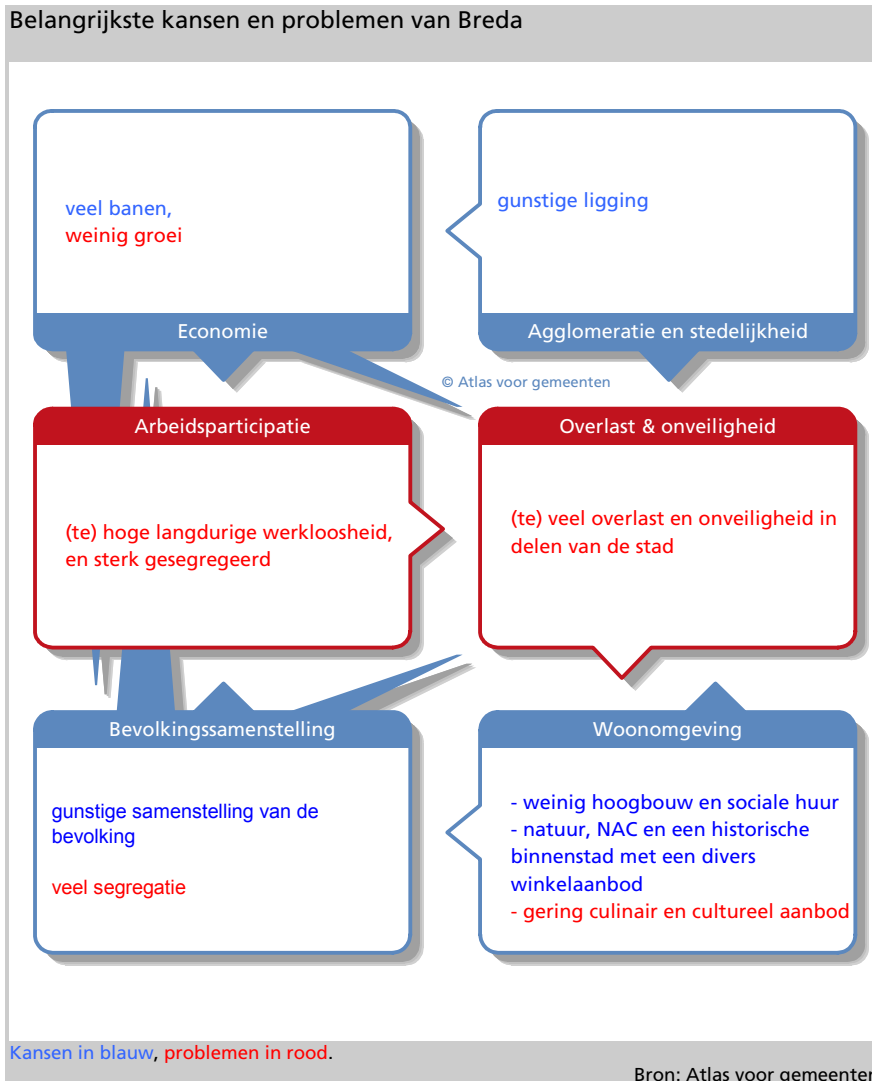 Belangrijkste kansen en problemen van Breda
veel banen,
weinig groei
Economie
gunstige ligging
Agglomeratie en stedelijkheid
© Atlas voor gemeenten
Arbeidsparticipatie
(te) hoge langdurige werkloosheid,
en sterk gesegregeerd
Overlast & onveiligheid
(te) veel overlast en onveiligheid in
delen van de stad
Bevolkingssamenstelling
gunstige samenstelling van de
bevolking
veel segregatie
Woonomgeving
- weinig hoogbouw en sociale huur
- natuur, NAC en een historische
binnenstad met een divers
winkelaanbod
- gering culinair en cultureel aanbod
Kansen in blauw, problemen in rood.
Bron: Atlas voor gemeenten